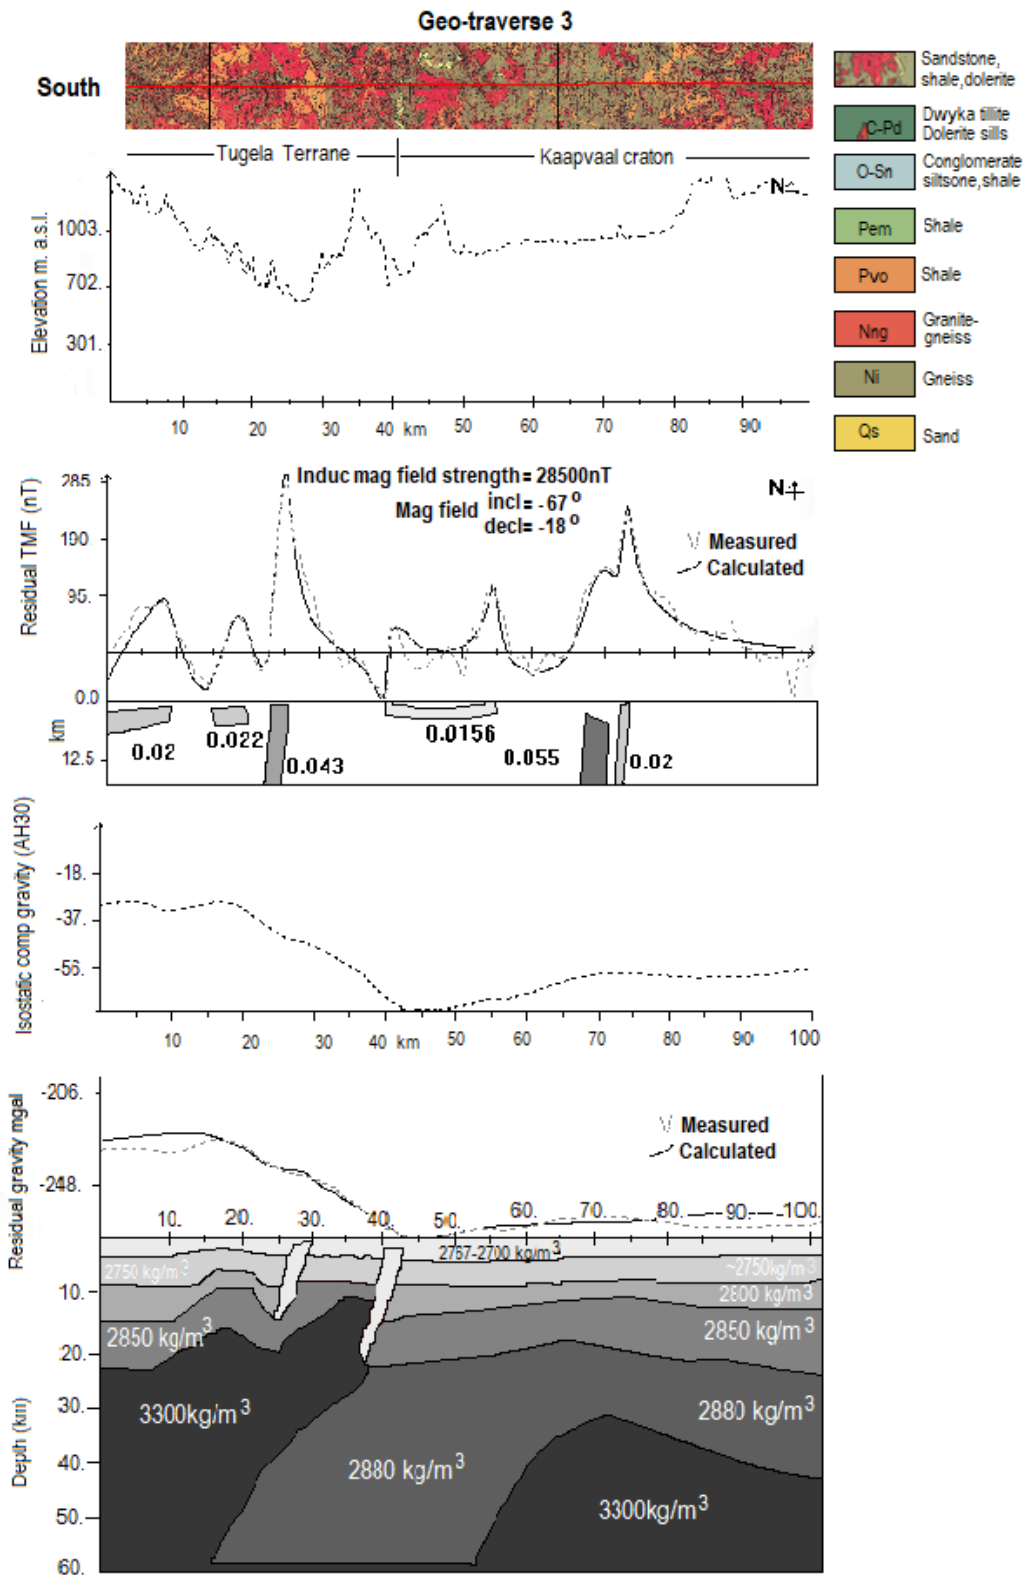 Geo-traverse 3
South
Tugela Terrane
Kaapvaal craton
Sandstone,
shale,dolerite
C-Pd
Dwyka tillite
Dolerite sills
O-Sn
Conglomerate
siltsone,shale
Pem
Shale
Pvo
Shale
Nng
Granite-
gneiss
Ni
Gneiss
Qs
Sand
Elevation m. a.s.l.
1003.
702.
301.
N
10 20 30 40 km 50 60 70 80 90
Residual TMF (nT)
285
190
95.
0.0
Induc mag field strength = 28500nT
Mag field incl = -67 o
decl= -18 o
N
Measured
Calculated
km
12.5
0.02
0.022
0.043
0.0156
0.055
0.02
Isostatic comp gravity (AH30)
-18.
-37.
-56.
10 20 30 40 km 50 60 70 80 90 100
Residual gravity mgal
-206.
-248.
Measured
Calculated
10. 20. 30. 40. 50. 60. 70. 80. 90. 100.
Depth (km)
10.
20.
30.
40.
50.
60.
2767-2700 kg/m3
2750 kg/m3
~2750kg/m3
2800 kg/m3
2850 kg/m3
2850 kg/m3
3300kg/m3
2880 kg/m3
2880 kg/m3
3300kg/m3